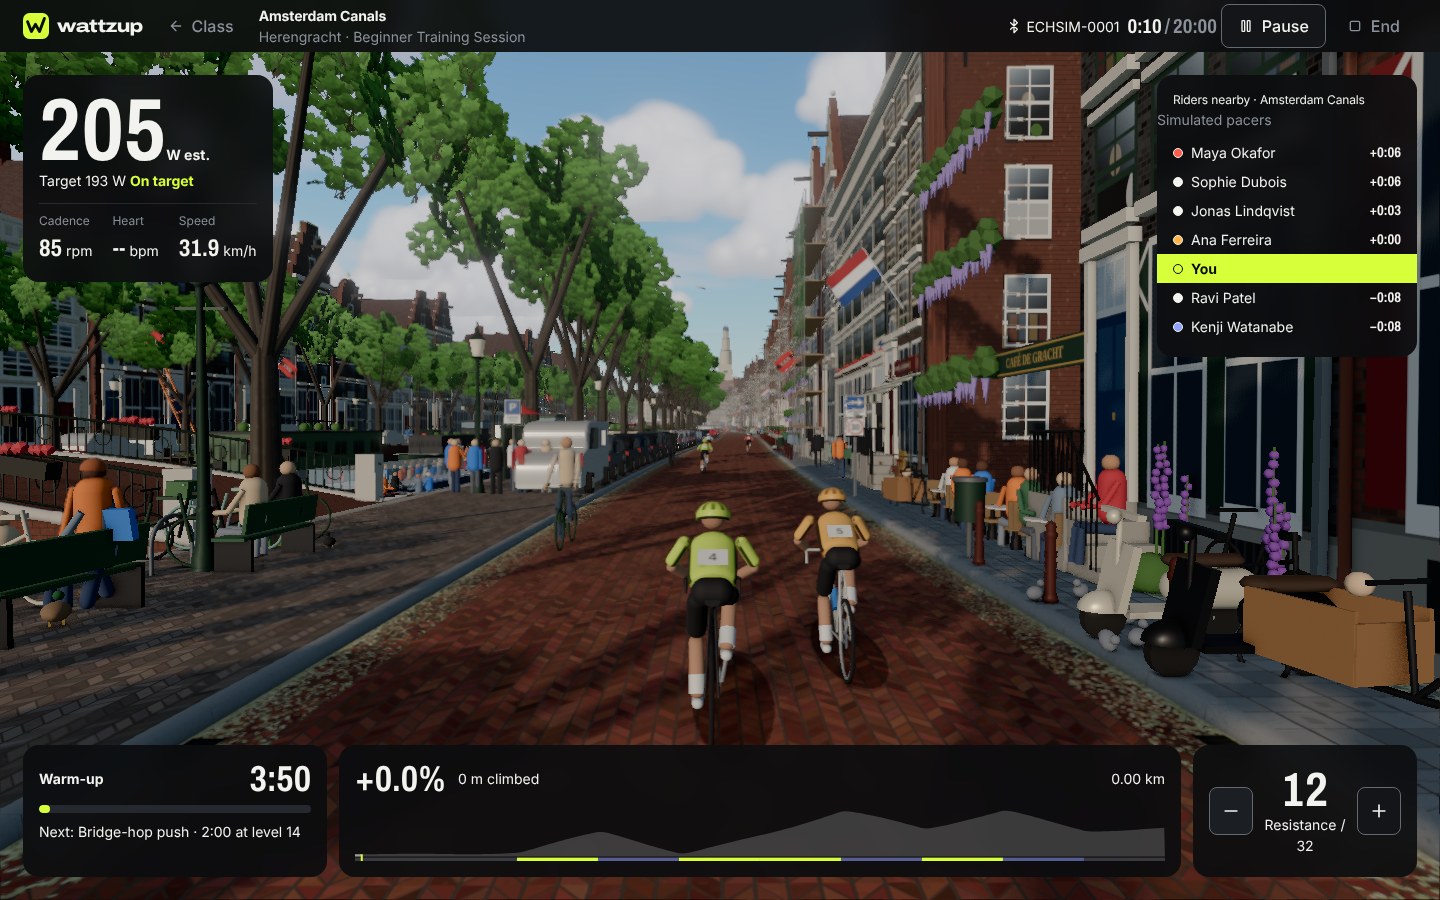 wattzup
Class
Amsterdam Canals
Herengracht · Beginner Training Session
ECHSIM-0001
0:10 / 20:00
Pause
End
205 W est.
Target 193 W On target
Cadence Heart Speed
85 rpm -- bpm 31.9 km/h
Riders nearby · Amsterdam Canals
Simulated pacers
Maya Okafor +0:06
Sophie Dubois +0:06
Jonas Lindqvist +0:03
Ana Ferreira +0:00
You
Ravi Patel −0:08
Kenji Watanabe −0:08
CAFÉ DE GRACHT
P
4
5
Warm-up 3:50
Next: Bridge-hop push · 2:00 at level 14
+0.0% 0 m climbed 0.00 km
− 12 +
Resistance /
32